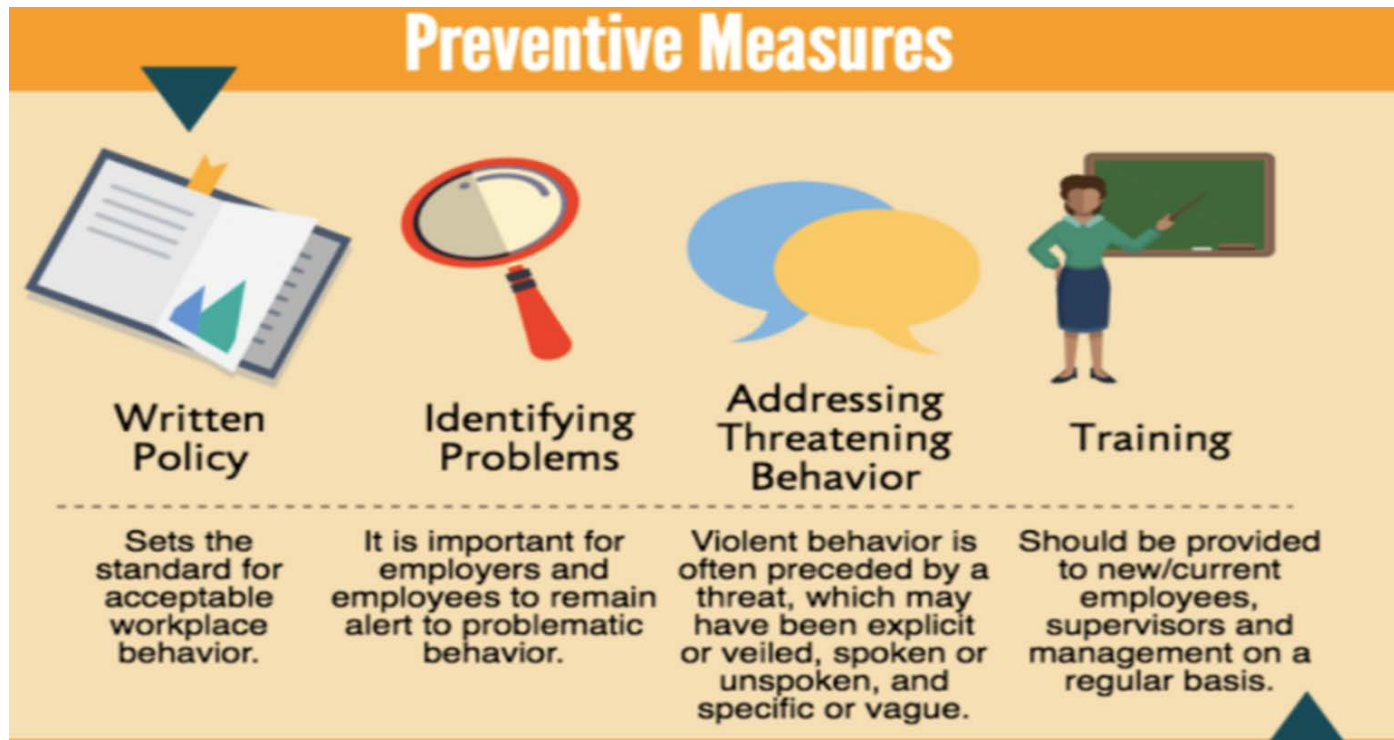 Preventive Measures
Written
Policy
Sets the
standard for
acceptable
workplace
behavior.
Identifying
Problems
It is important for
employers and
employees to remain
alert to problematic
behavior.
Addressing
Threatening
Behavior
Violent behavior is
often preceded by a
threat, which may
have been explicit
or veiled, spoken or
unspoken, and
specific or vague.
Training
Should be provided
to new/current
employees,
supervisors and
management on a
regular basis.